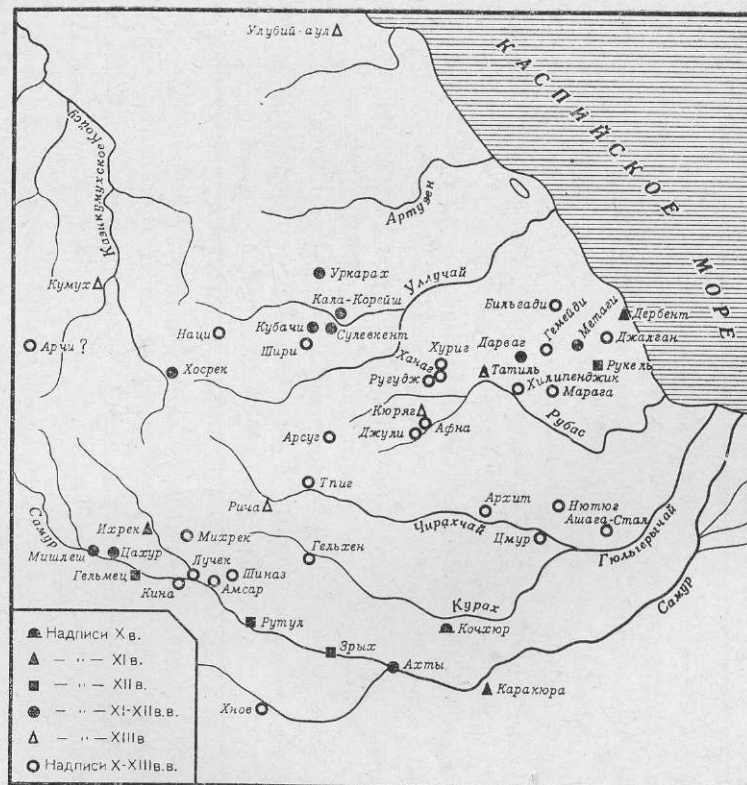 Улубий-аул
КАСПИЙСКОЕ МОРЕ
Казикумухское Койсу
Артузен
Кумух
Уркарах
Уллучай
Кала-Корейш
Бильгади
Гемейди
Метаги
Дербент
Арчи ?
Наци
Кубачи
Сулевкент
Джалган
Шири
Хуриг
Дарваг
Ханаг
Татиль
Рукель
Хосрек
Ругудж
Хилипенджик
Марага
Кюряг
Рубас
Арсуг
Джули
Афна
Тпиг
Рича
Архит
Нютюг
Ашага-Стал
Самур
Ихрек
Михрек
Чирахчай
Цмур
Гюльгерычай
Мишлеш
Цахур
Лучек
Гельхен
Гельмец
Шиназ
Кина
Амсар
Курах
Самур
Рутул
Кочхюр
Зрых
Ахты
Хнов
Каракюра
Надписи X в.
— " — XI в.
— " — XII в.
— " — XI-XII в.в.
— " — XIII в
Надписи X-XIII в.в.